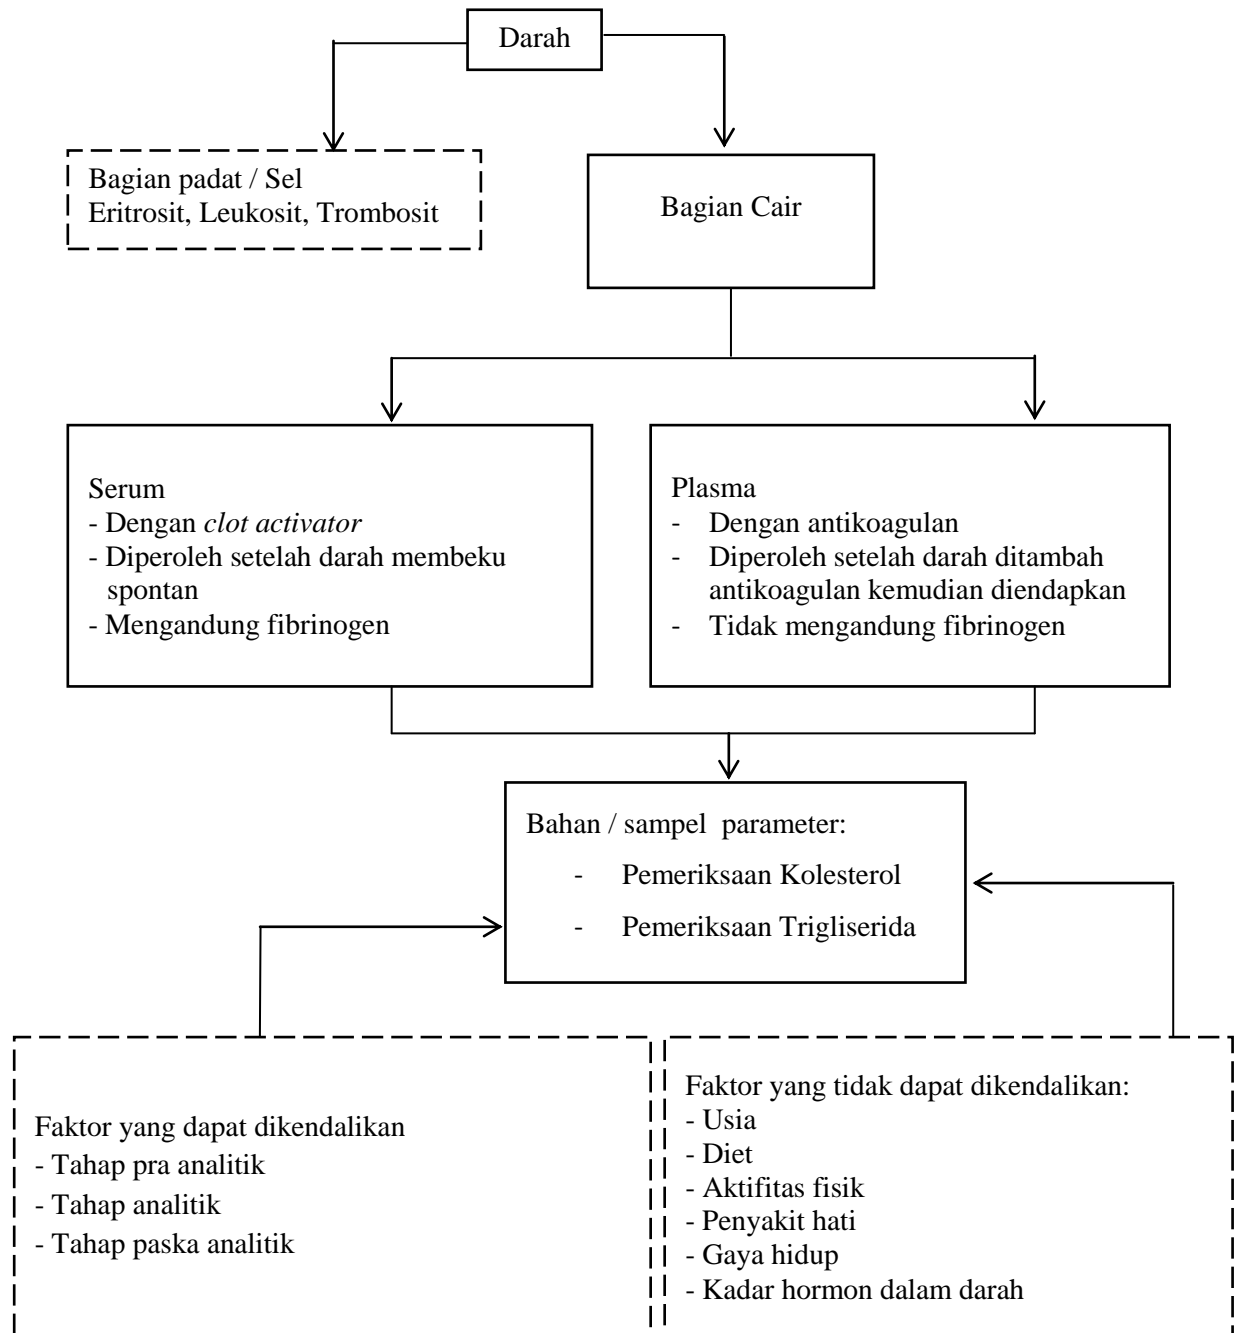 Darah
Bagian padat / Sel
Eritrosit, Leukosit, Trombosit
Bagian Cair
Serum
- Dengan clot activator
- Diperoleh setelah darah membeku
spontan
- Mengandung fibrinogen
Plasma
- Dengan antikoagulan
- Diperoleh setelah darah ditambah
antikoagulan kemudian diendapkan
- Tidak mengandung fibrinogen
Bahan / sampel parameter:
- Pemeriksaan Kolesterol
- Pemeriksaan Trigliserida
Faktor yang dapat dikendalikan
- Tahap pra analitik
- Tahap analitik
- Tahap paska analitik
Faktor yang tidak dapat dikendalikan:
- Usia
- Diet
- Aktifitas fisik
- Penyakit hati
- Gaya hidup
- Kadar hormon dalam darah